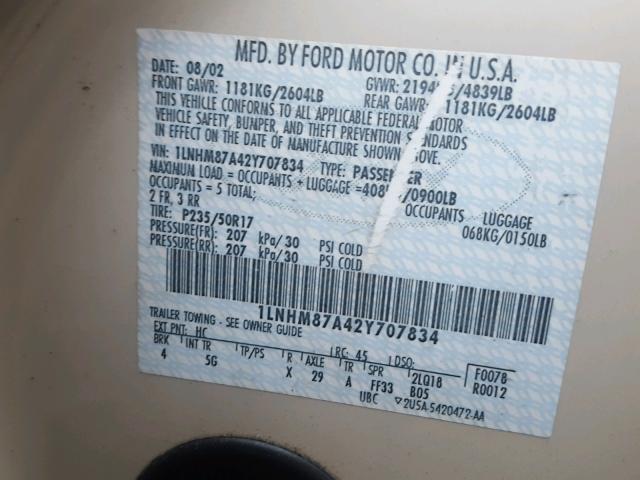 MFD. BY FORD MOTOR CO. IN U.S.A.
DATE: 08/02 GVWR: /4839LB
FRONT GAWR: 1181KG/2604LB REAR GAWR: 1181KG/2604LB
THIS VEHICLE CONFORMS TO ALL APPLICABLE FEDERAL MOTOR
VEHICLE SAFETY, BUMPER, AND THEFT PREVENTION STANDARDS
IN EFFECT ON THE DATE OF MANUFACTURE SHOWN
VIN: 1LNHM87A42Y707834 TYPE: PASSENGER
MAXIMUM LOAD = OCCUPANTS + LUGGAGE = /0900LB
OCCUPANTS = 5 TOTAL; OCCUPANTS LUGGAGE
2 FR, 3 RR 068KG/0150LB
TIRE: P235/50R17
PRESSURE(FR): 207 kPa/30 PSI COLD
PRESSURE(RR): 207 kPa/30 PSI COLD
1LNHM87A42Y707834
TRAILER TOWING - SEE OWNER GUIDE
EXT PNT: HC RC: 45 DSO: F0078
BRK INT TR TP/PS R AXLE TR SPR 2LQ18 R0012
4 5G X 29 A FF33 B05
UBC ▽2USA-5420472-AA